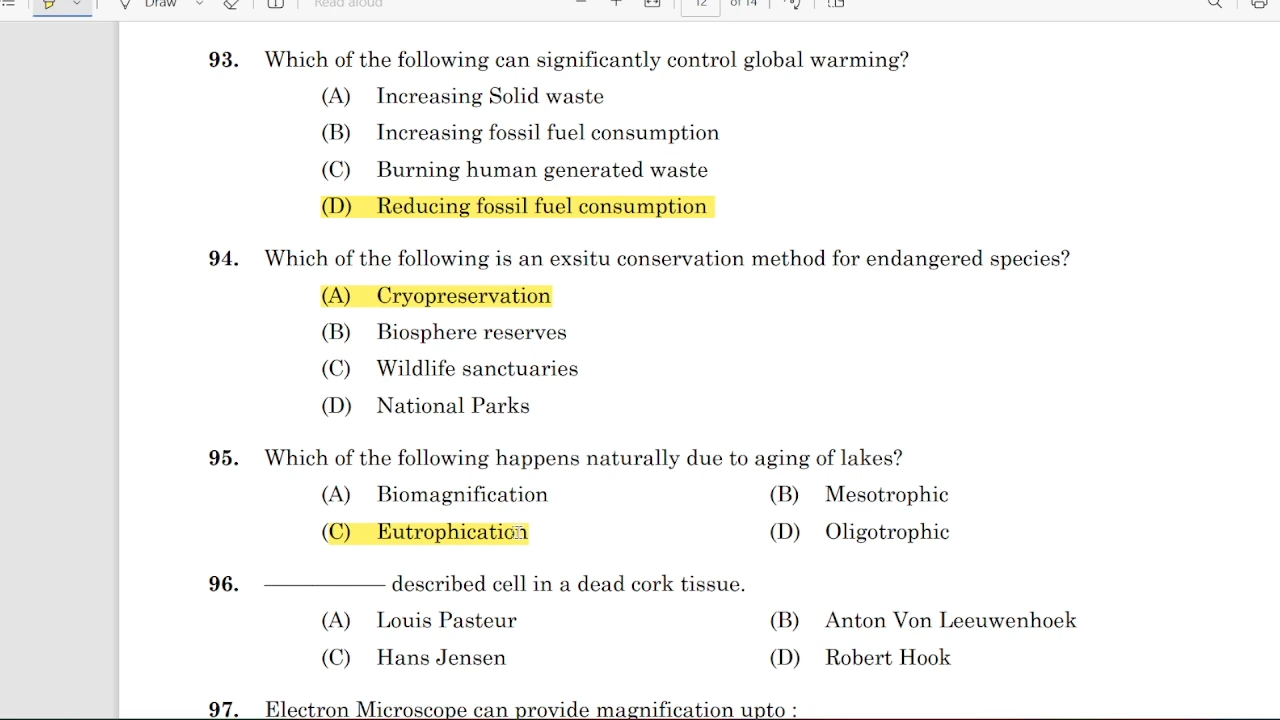 Draw
Read aloud
12 of 14
93. Which of the following can significantly control global warming?
(A) Increasing Solid waste
(B) Increasing fossil fuel consumption
(C) Burning human generated waste
(D) Reducing fossil fuel consumption
94. Which of the following is an exsitu conservation method for endangered species?
(A) Cryopreservation
(B) Biosphere reserves
(C) Wildlife sanctuaries
(D) National Parks
95. Which of the following happens naturally due to aging of lakes?
(A) Biomagnification (B) Mesotrophic
(C) Eutrophication (D) Oligotrophic
96. ————— described cell in a dead cork tissue.
(A) Louis Pasteur (B) Anton Von Leeuwenhoek
(C) Hans Jensen (D) Robert Hook
97. Electron Microscope can provide magnification upto :